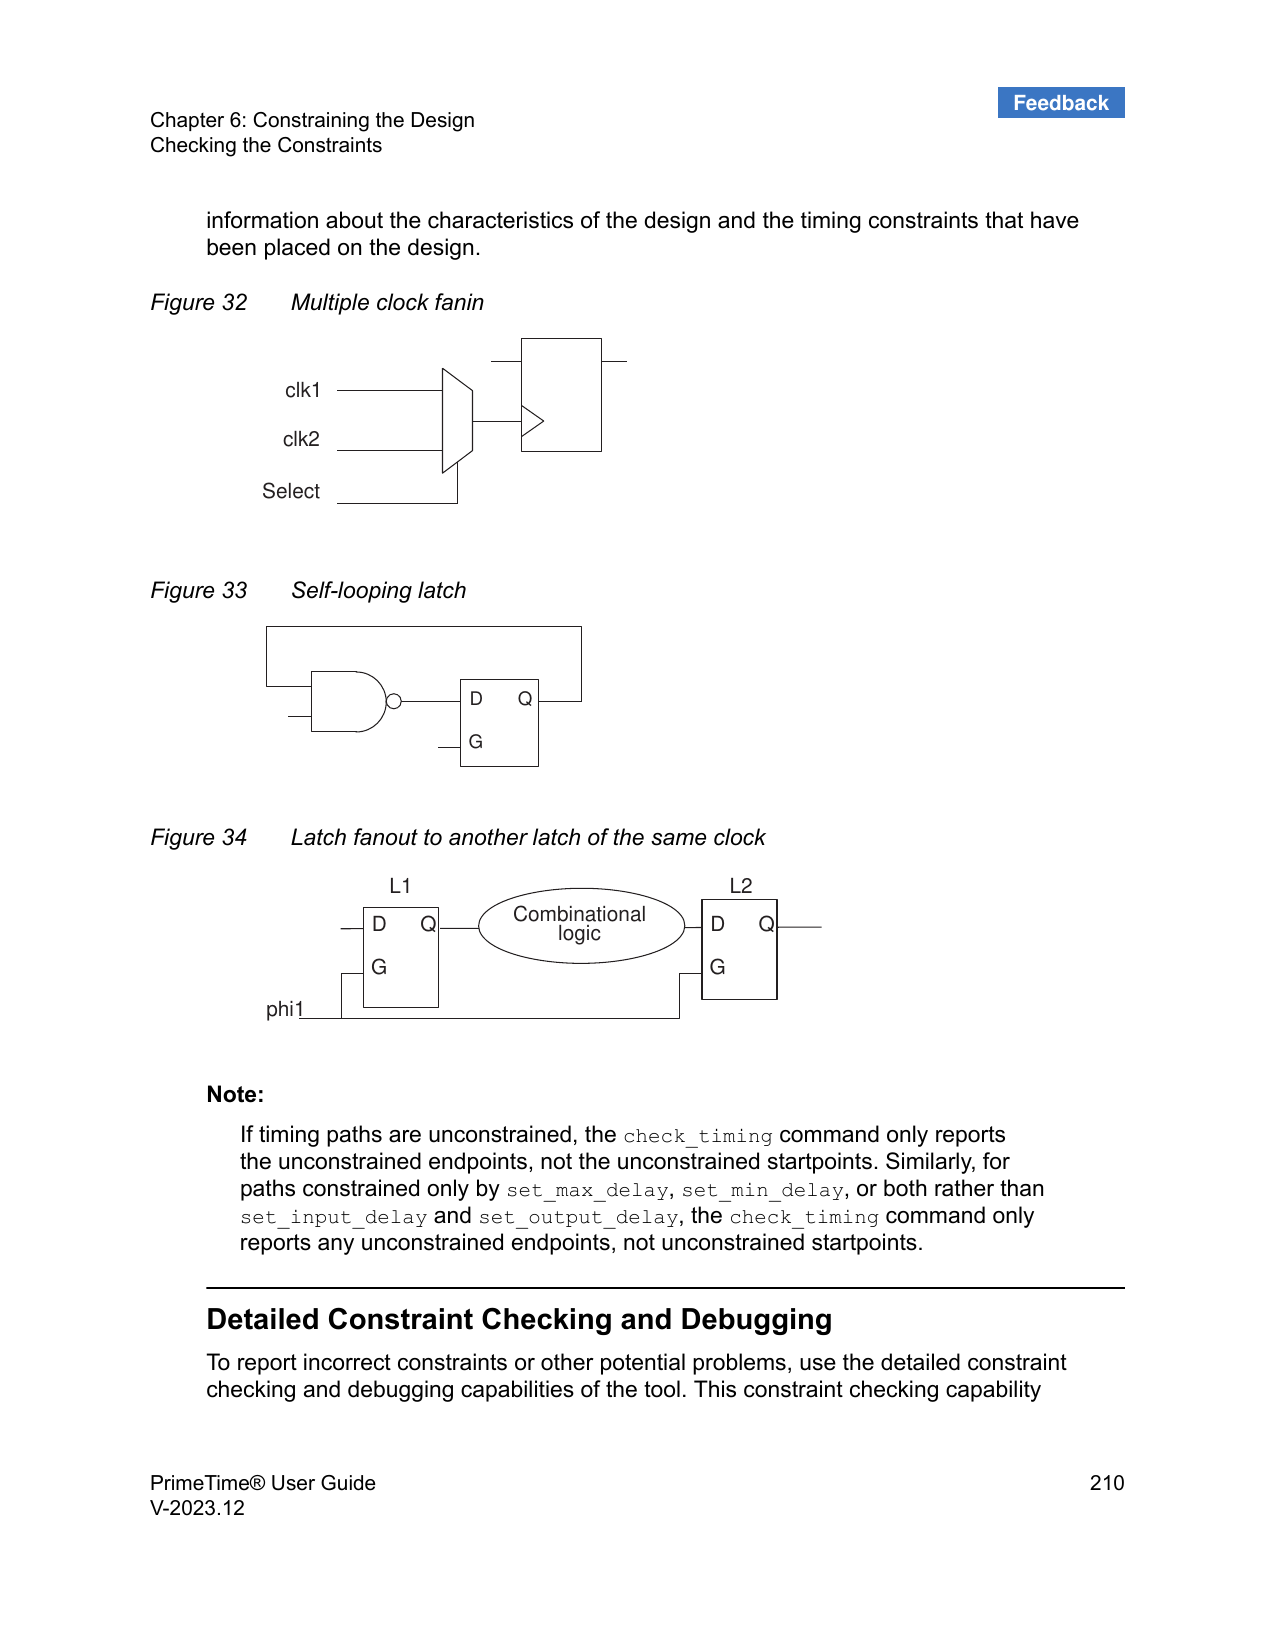 Feedback
Chapter 6: Constraining the Design
Checking the Constraints
information about the characteristics of the design and the timing constraints that have
been placed on the design.
Figure 32 Multiple clock fanin
clk1
clk2
Select
Figure 33 Self-looping latch
D Q
G
Figure 34 Latch fanout to another latch of the same clock
L1 L2
D Q Combinational D Q
logic
G G
phi1
Note:
If timing paths are unconstrained, the check_timing command only reports
the unconstrained endpoints, not the unconstrained startpoints. Similarly, for
paths constrained only by set_max_delay, set_min_delay, or both rather than
set_input_delay and set_output_delay, the check_timing command only
reports any unconstrained endpoints, not unconstrained startpoints.
Detailed Constraint Checking and Debugging
To report incorrect constraints or other potential problems, use the detailed constraint
checking and debugging capabilities of the tool. This constraint checking capability
PrimeTime® User Guide 210
V-2023.12